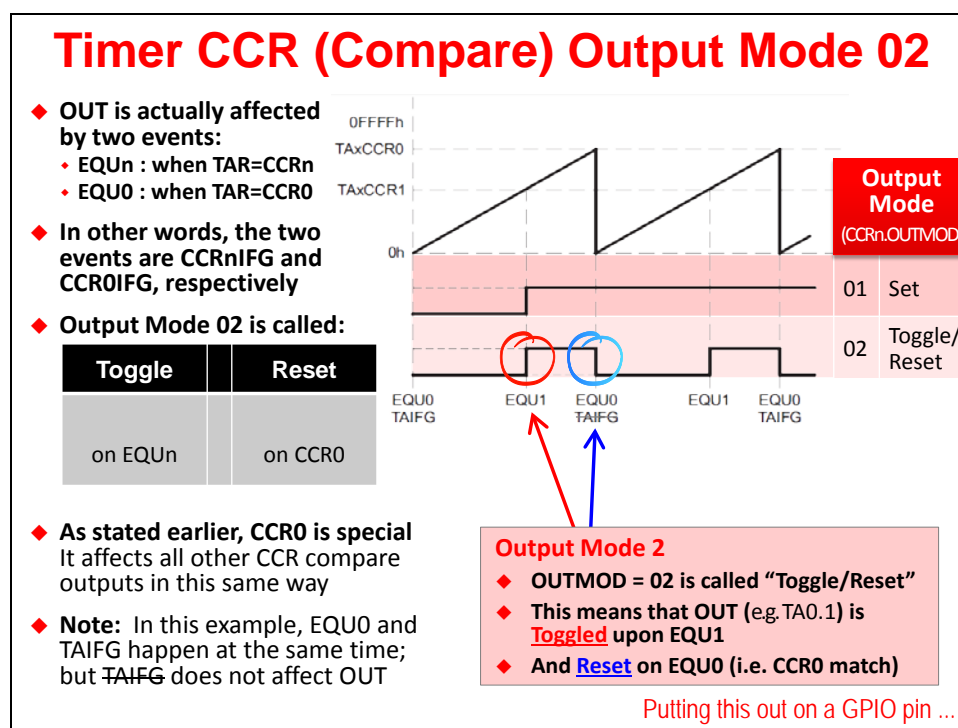 Timer CCR (Compare) Output Mode 02
◆ OUT is actually affected
by two events:
◆ EQUn : when TAR=CCRn
◆ EQU0 : when TAR=CCR0
◆ In other words, the two
events are CCRnIFG and
CCR0IFG, respectively
◆ Output Mode 02 is called:
Toggle Reset
on EQUn on CCR0
◆ As stated earlier, CCR0 is special
It affects all other CCR compare
outputs in this same way
◆ Note: In this example, EQU0 and
TAIFG happen at the same time;
but TAIFG does not affect OUT
0FFFFh
TAxCCR0
TAxCCR1
0h
Output
Mode
(CCRn.OUTMOD
01 Set
02 Toggle/
Reset
EQU0 EQU1 EQU0 EQU1 EQU0
TAIFG TAIFG TAIFG
Output Mode 2
◆ OUTMOD = 02 is called “Toggle/Reset”
◆ This means that OUT (e.g. TA0.1) is
Toggled upon EQU1
◆ And Reset on EQU0 (i.e. CCR0 match)
Putting this out on a GPIO pin ...